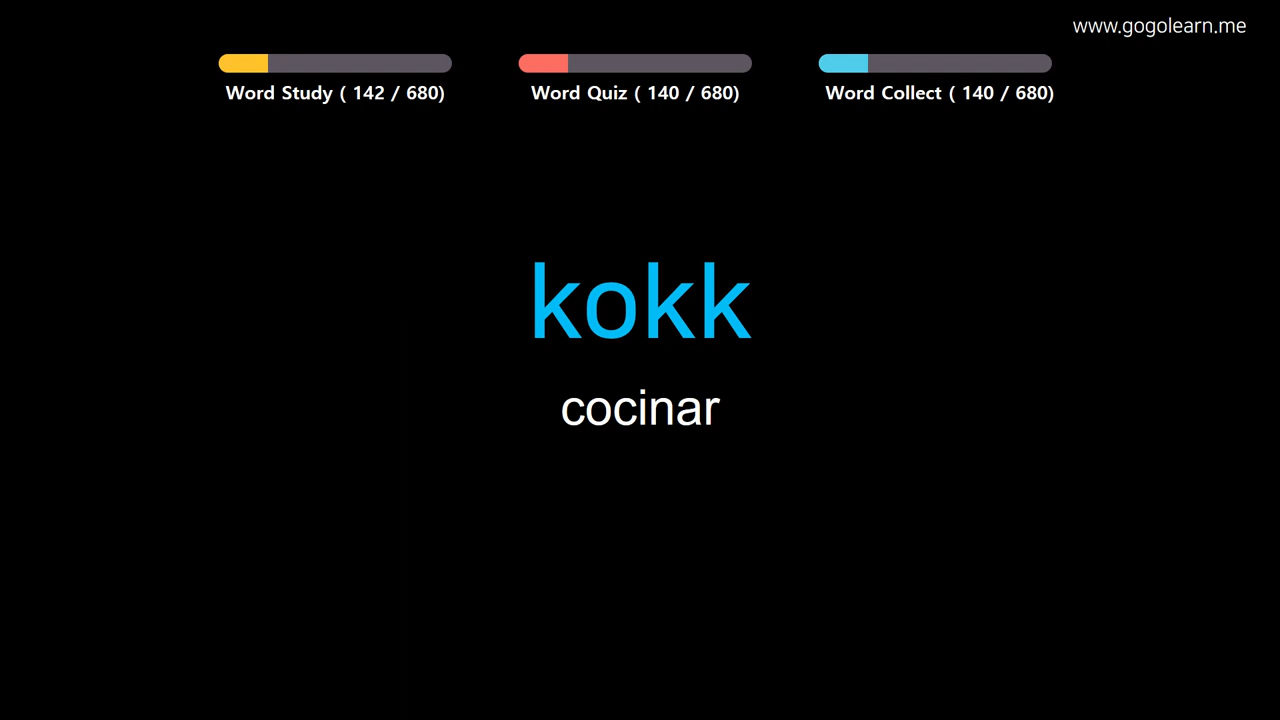 www.gogolearn.me
Word Study ( 142 / 680)
Word Quiz ( 140 / 680)
Word Collect ( 140 / 680)
kokk
cocinar